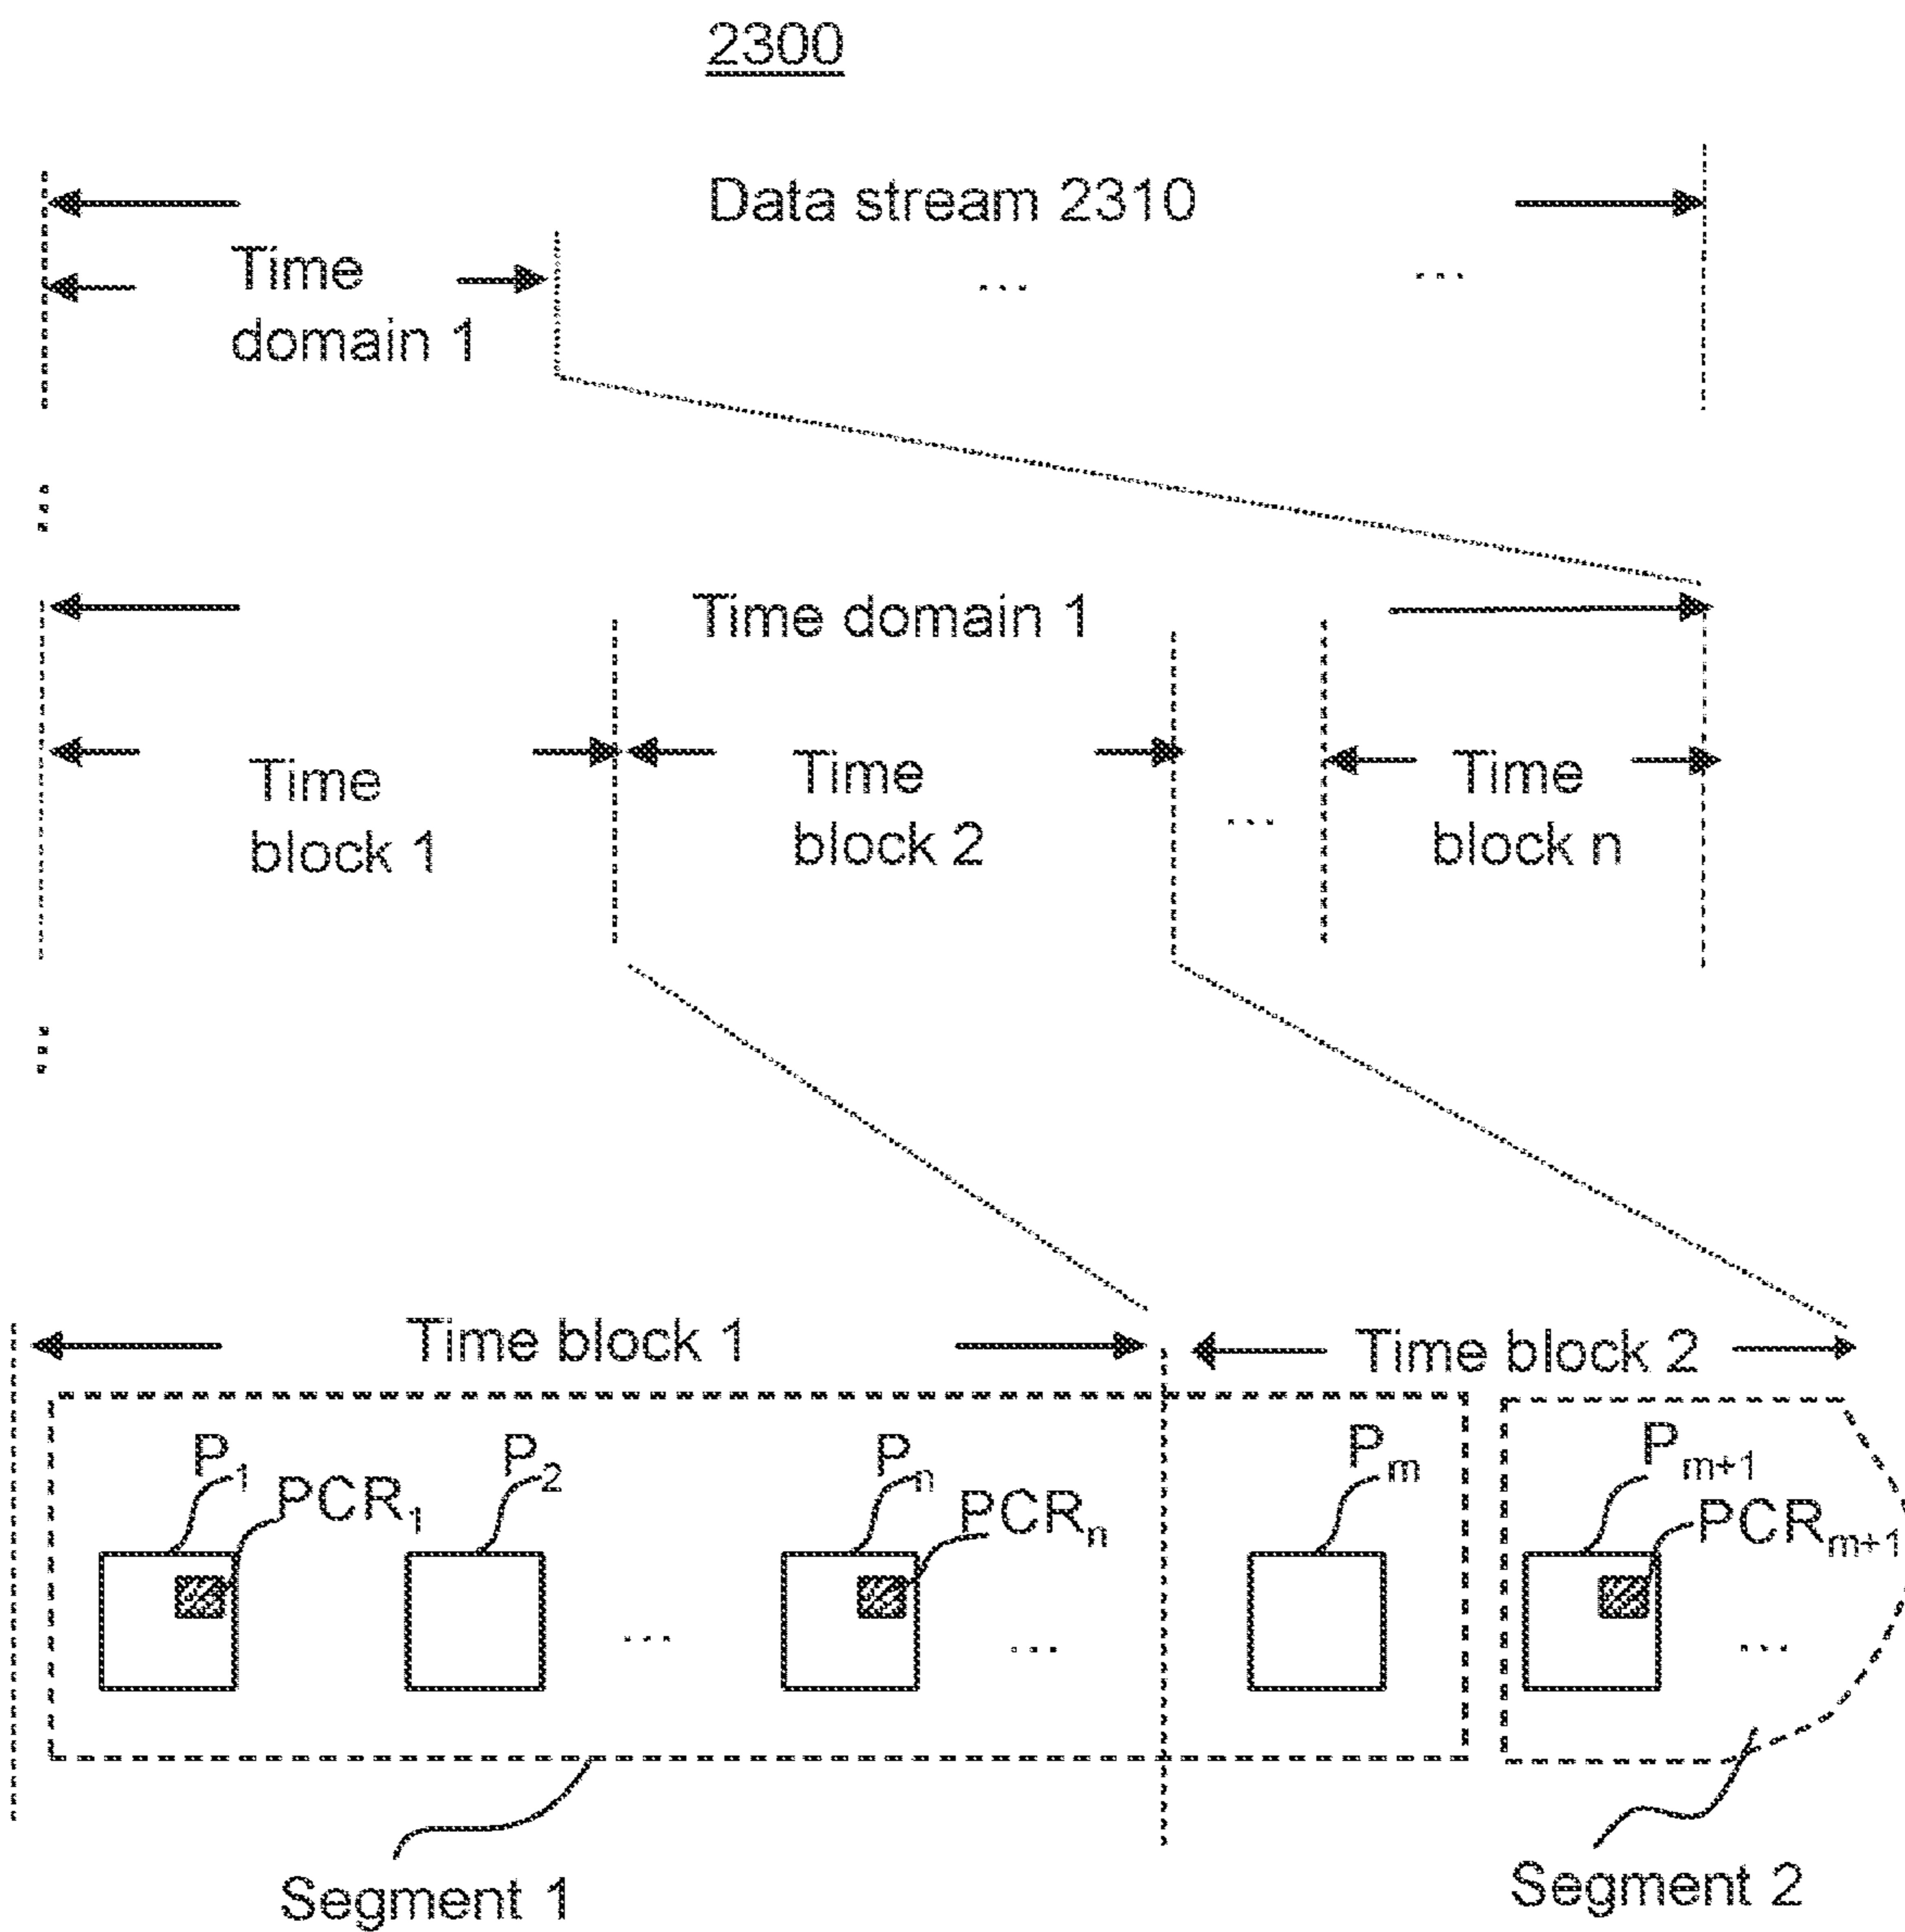 2300
Data stream 2310
Time
domain 1
...
...
Time domain 1
Time
block 1
Time
block 2
...
Time
block n
Time block 1
Time block 2
P1
PCR1
P2
Pn
PCRn
Pm
Pm+1
PCRm+1
...
...
...
Segment 1
Segment 2